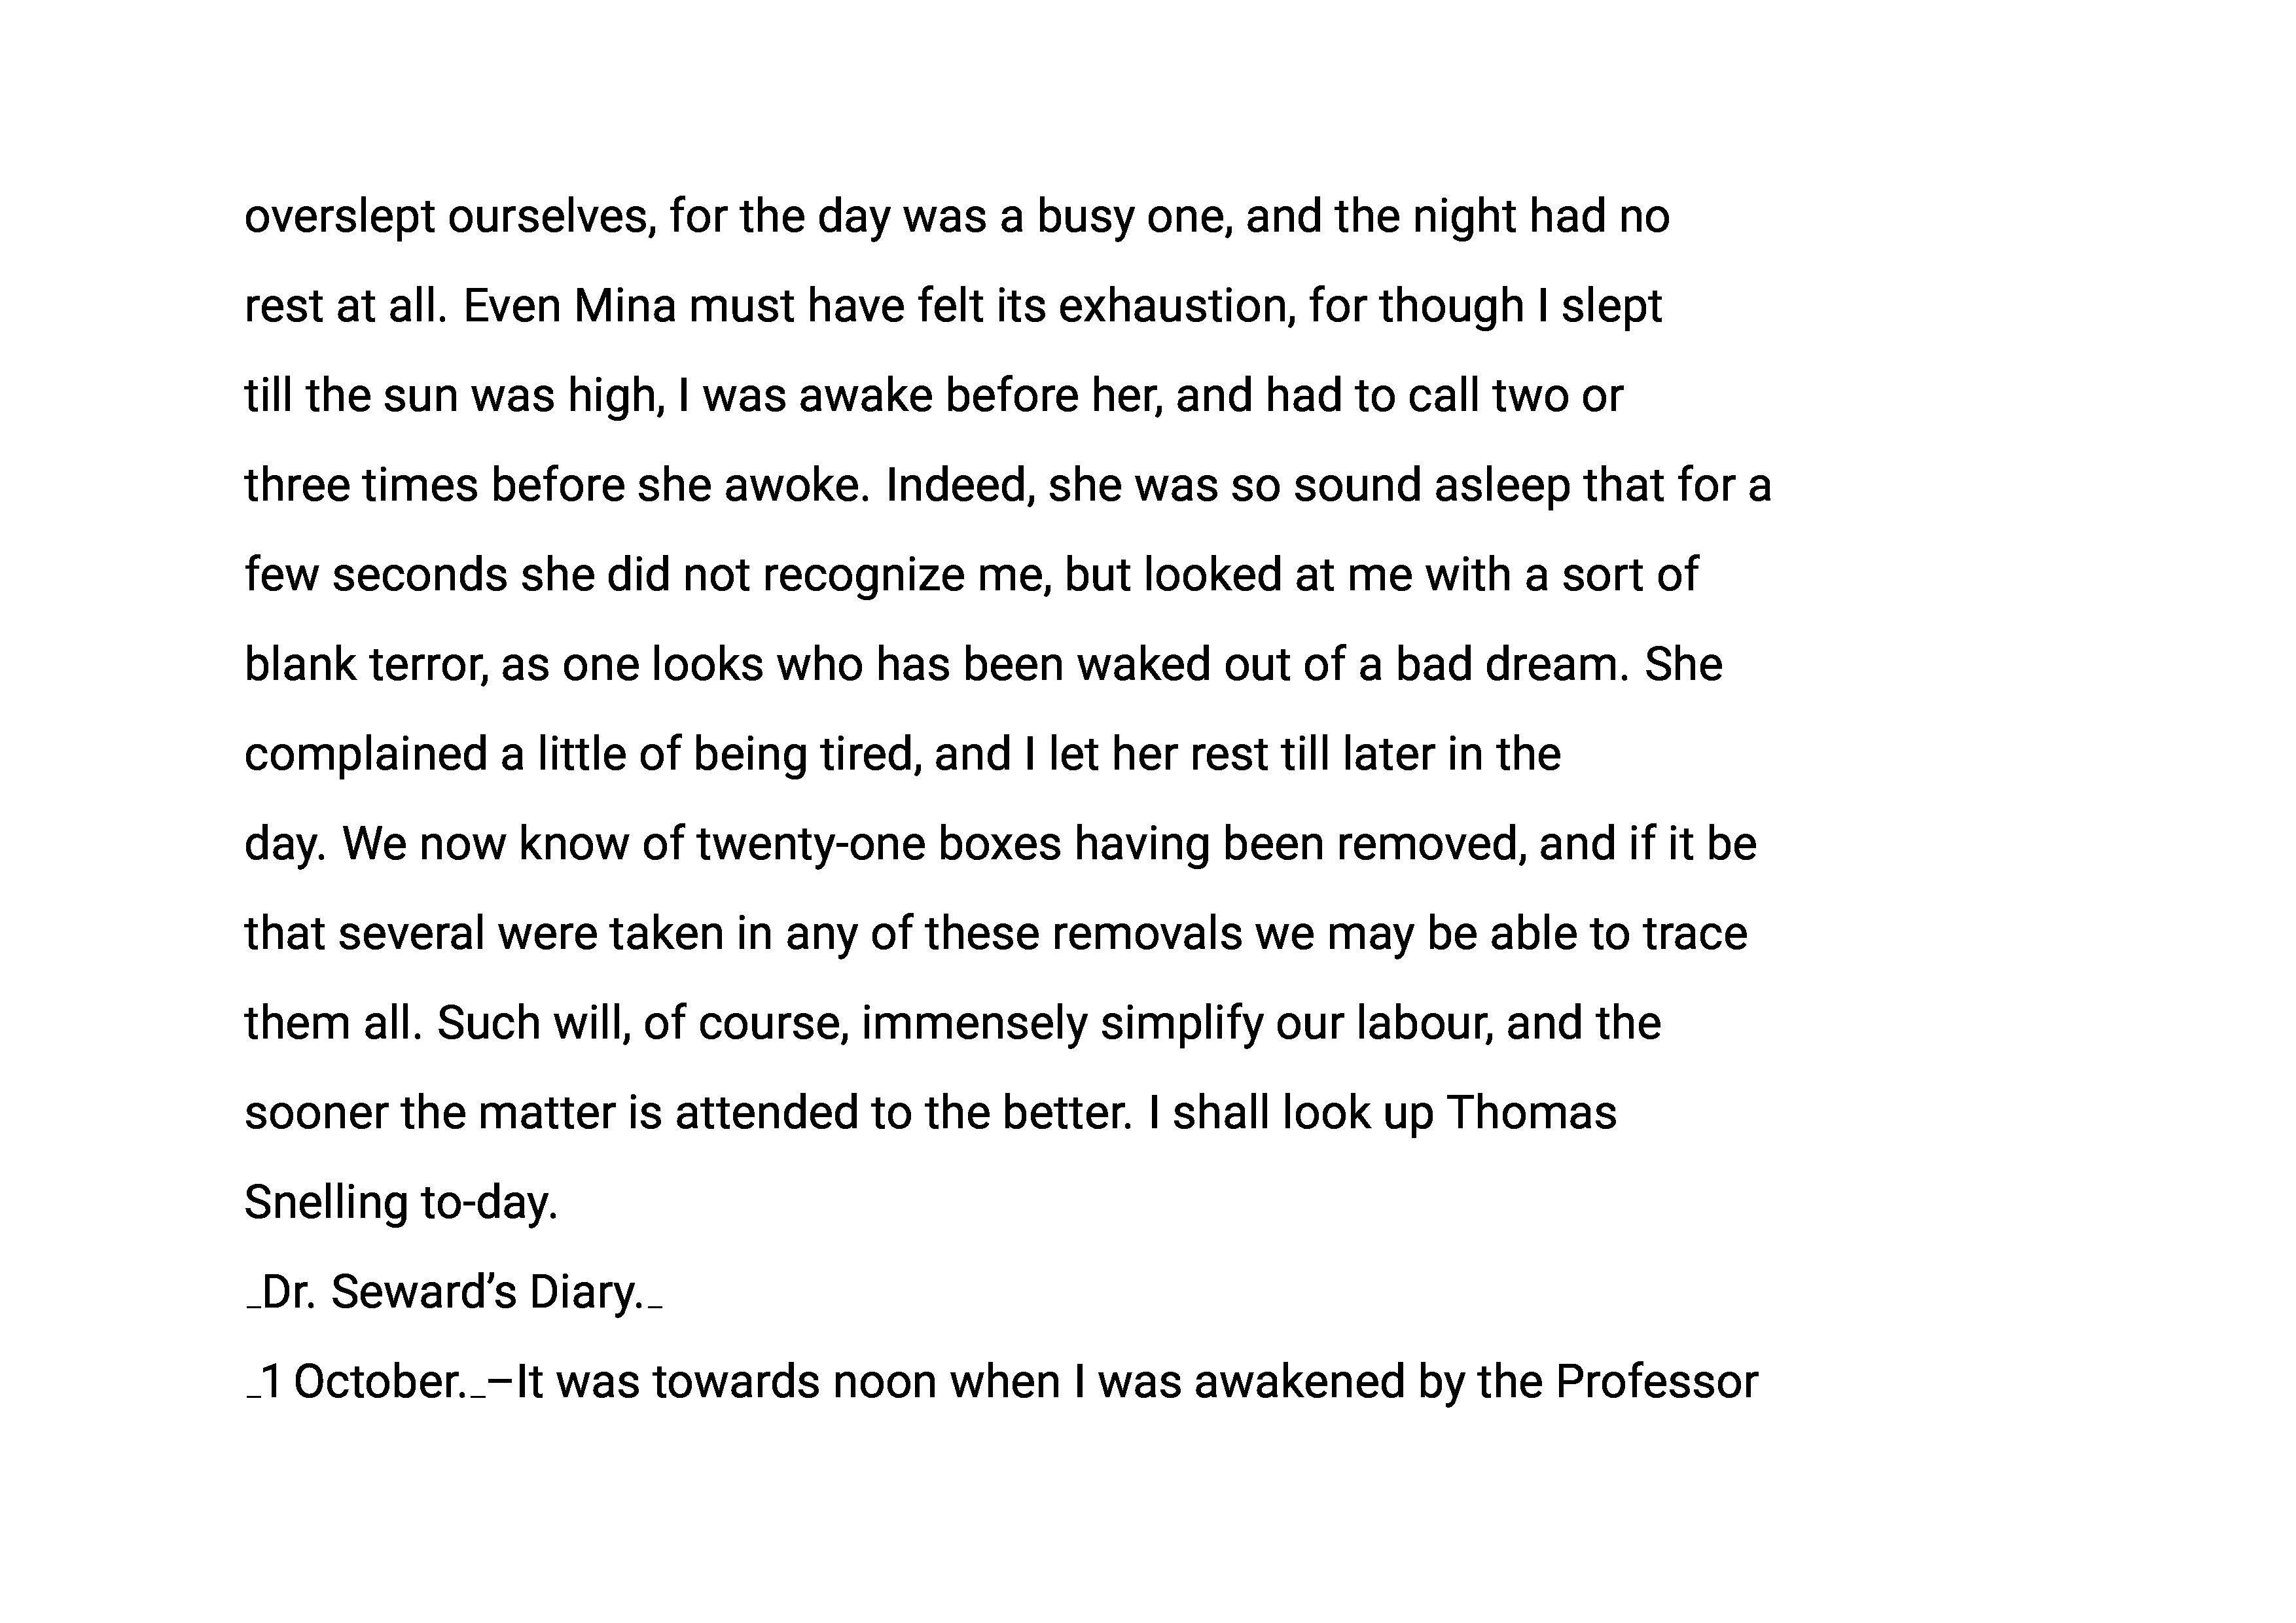 overslept ourselves, for the day was a busy one, and the night had no
rest at all. Even Mina must have felt its exhaustion, for though I slept
till the sun was high, I was awake before her, and had to call two or
three times before she awoke. Indeed, she was so sound asleep that for a
few seconds she did not recognize me, but looked at me with a sort of
blank terror, as one looks who has been waked out of a bad dream. She
complained a little of being tired, and I let her rest till later in the
day. We now know of twenty-one boxes having been removed, and if it be
that several were taken in any of these removals we may be able to trace
them all. Such will, of course, immensely simplify our labour, and the
sooner the matter is attended to the better. I shall look up Thomas
Snelling to-day.
_Dr. Seward’s Diary._
_1 October._–It was towards noon when I was awakened by the Professor